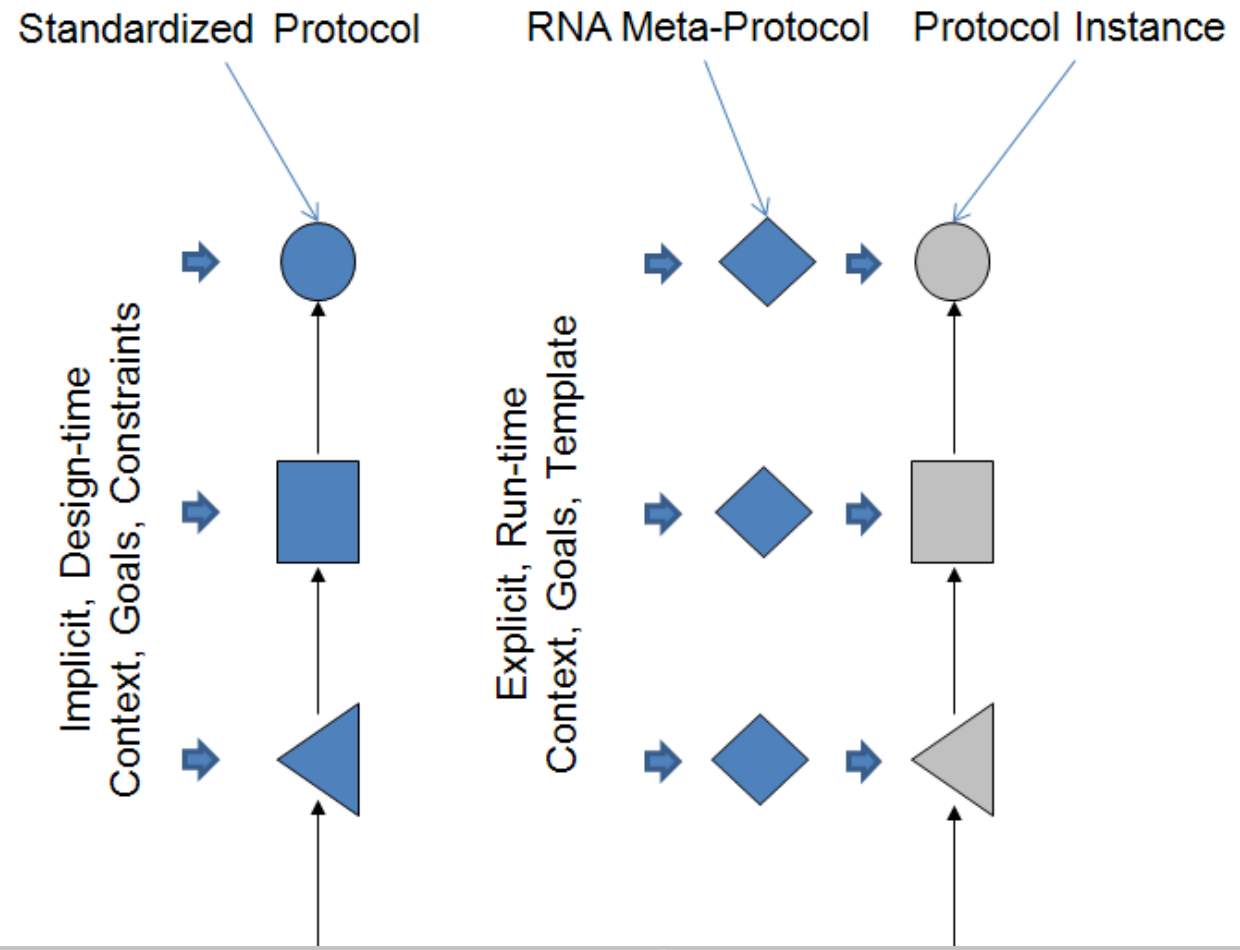 Standardized Protocol
RNA Meta-Protocol
Protocol Instance
Implicit, Design-time
Context, Goals, Constraints
Explicit, Run-time
Context, Goals, Template